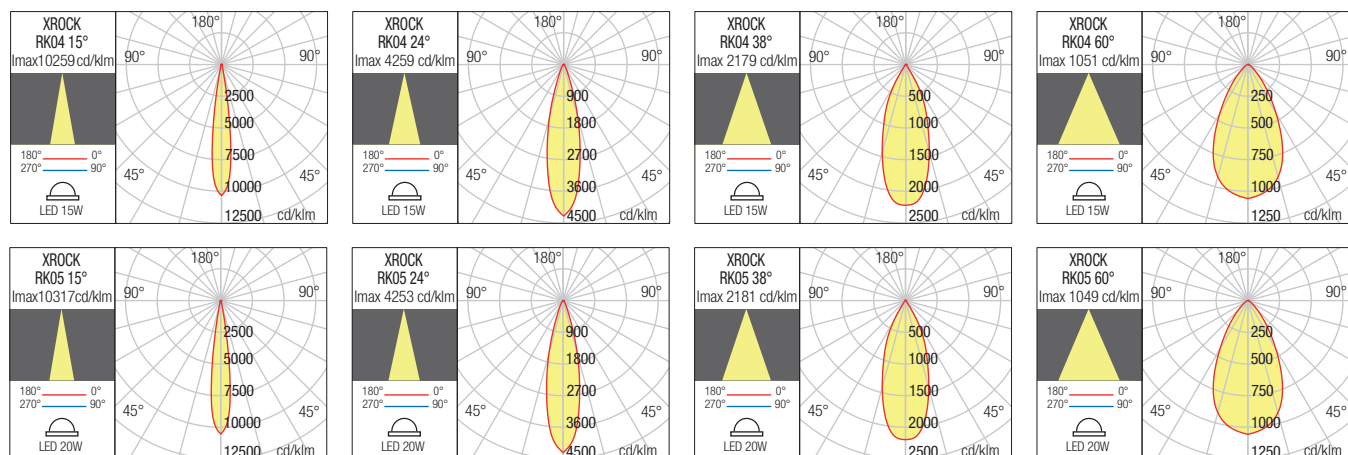 XROCK
RK04 15°
Imax10259 cd/klm
180° 0°
270° 90°
LED 15W
180°
90° 90°
2500
5000
7500
45° 45°
10000
12500 cd/klm
XROCK
RK04 24°
Imax 4259 cd/klm
180° 0°
270° 90°
LED 15W
180°
90° 90°
900
1800
2700
45° 45°
3600
4500 cd/klm
XROCK
RK04 38°
Imax 2179 cd/klm
180° 0°
270° 90°
LED 15W
180°
90° 90°
500
1000
1500
45° 45°
2000
2500 cd/klm
XROCK
RK04 60°
Imax 1051 cd/klm
180° 0°
270° 90°
LED 15W
180°
90° 90°
250
500
750
45° 45°
1000
1250 cd/klm
XROCK
RK05 15°
Imax10317cd/klm
180° 0°
270° 90°
LED 20W
180°
90° 90°
2500
5000
7500
45° 45°
10000
12500 cd/klm
XROCK
RK05 24°
Imax 4253 cd/klm
180° 0°
270° 90°
LED 20W
180°
90° 90°
900
1800
2700
45° 45°
3600
4500 cd/klm
XROCK
RK05 38°
Imax 2181 cd/klm
180° 0°
270° 90°
LED 20W
180°
90° 90°
500
1000
1500
45° 45°
2000
2500 cd/klm
XROCK
RK05 60°
Imax 1049 cd/klm
180° 0°
270° 90°
LED 20W
180°
90° 90°
250
500
750
45° 45°
1000
1250 cd/klm